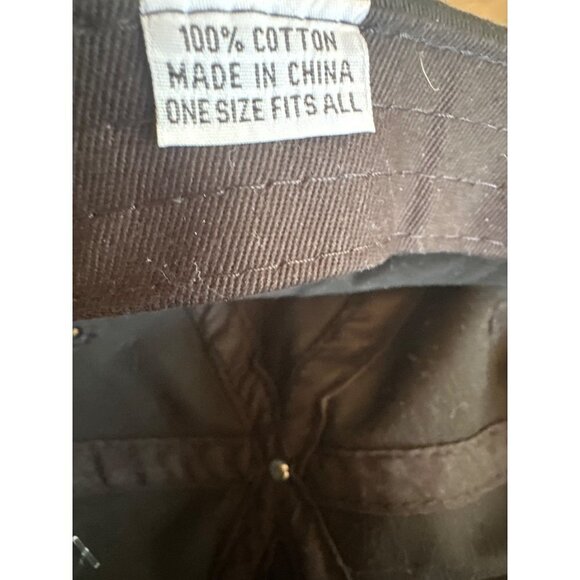 100% COTTON
MADE IN CHINA
ONE SIZE FITS ALL